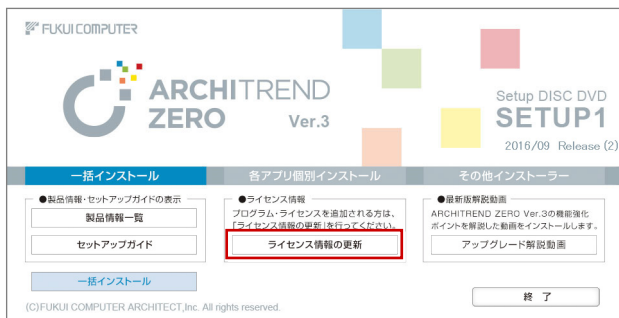 FUKUI COMPUTER
ARCHITREND
ZERO Ver.3
Setup DISC DVD
SETUP1
2016/09 Release (2)
一括インストール
各アプリ個別インストール
その他インストーラー
●製品情報・セットアップガイドの表示
製品情報一覧
セットアップガイド
●ライセンス情報
プログラム・ライセンスを追加される方は、
「ライセンス情報の更新」を行ってください。
ライセンス情報の更新
●最新版解説動画
ARCHITREND ZERO Ver.3の機能強化
ポイントを解説した動画をインストールします。
アップグレード解説動画
一括インストール
終 了
(C)FUKUI COMPUTER ARCHITECT,Inc. All rights reserved.